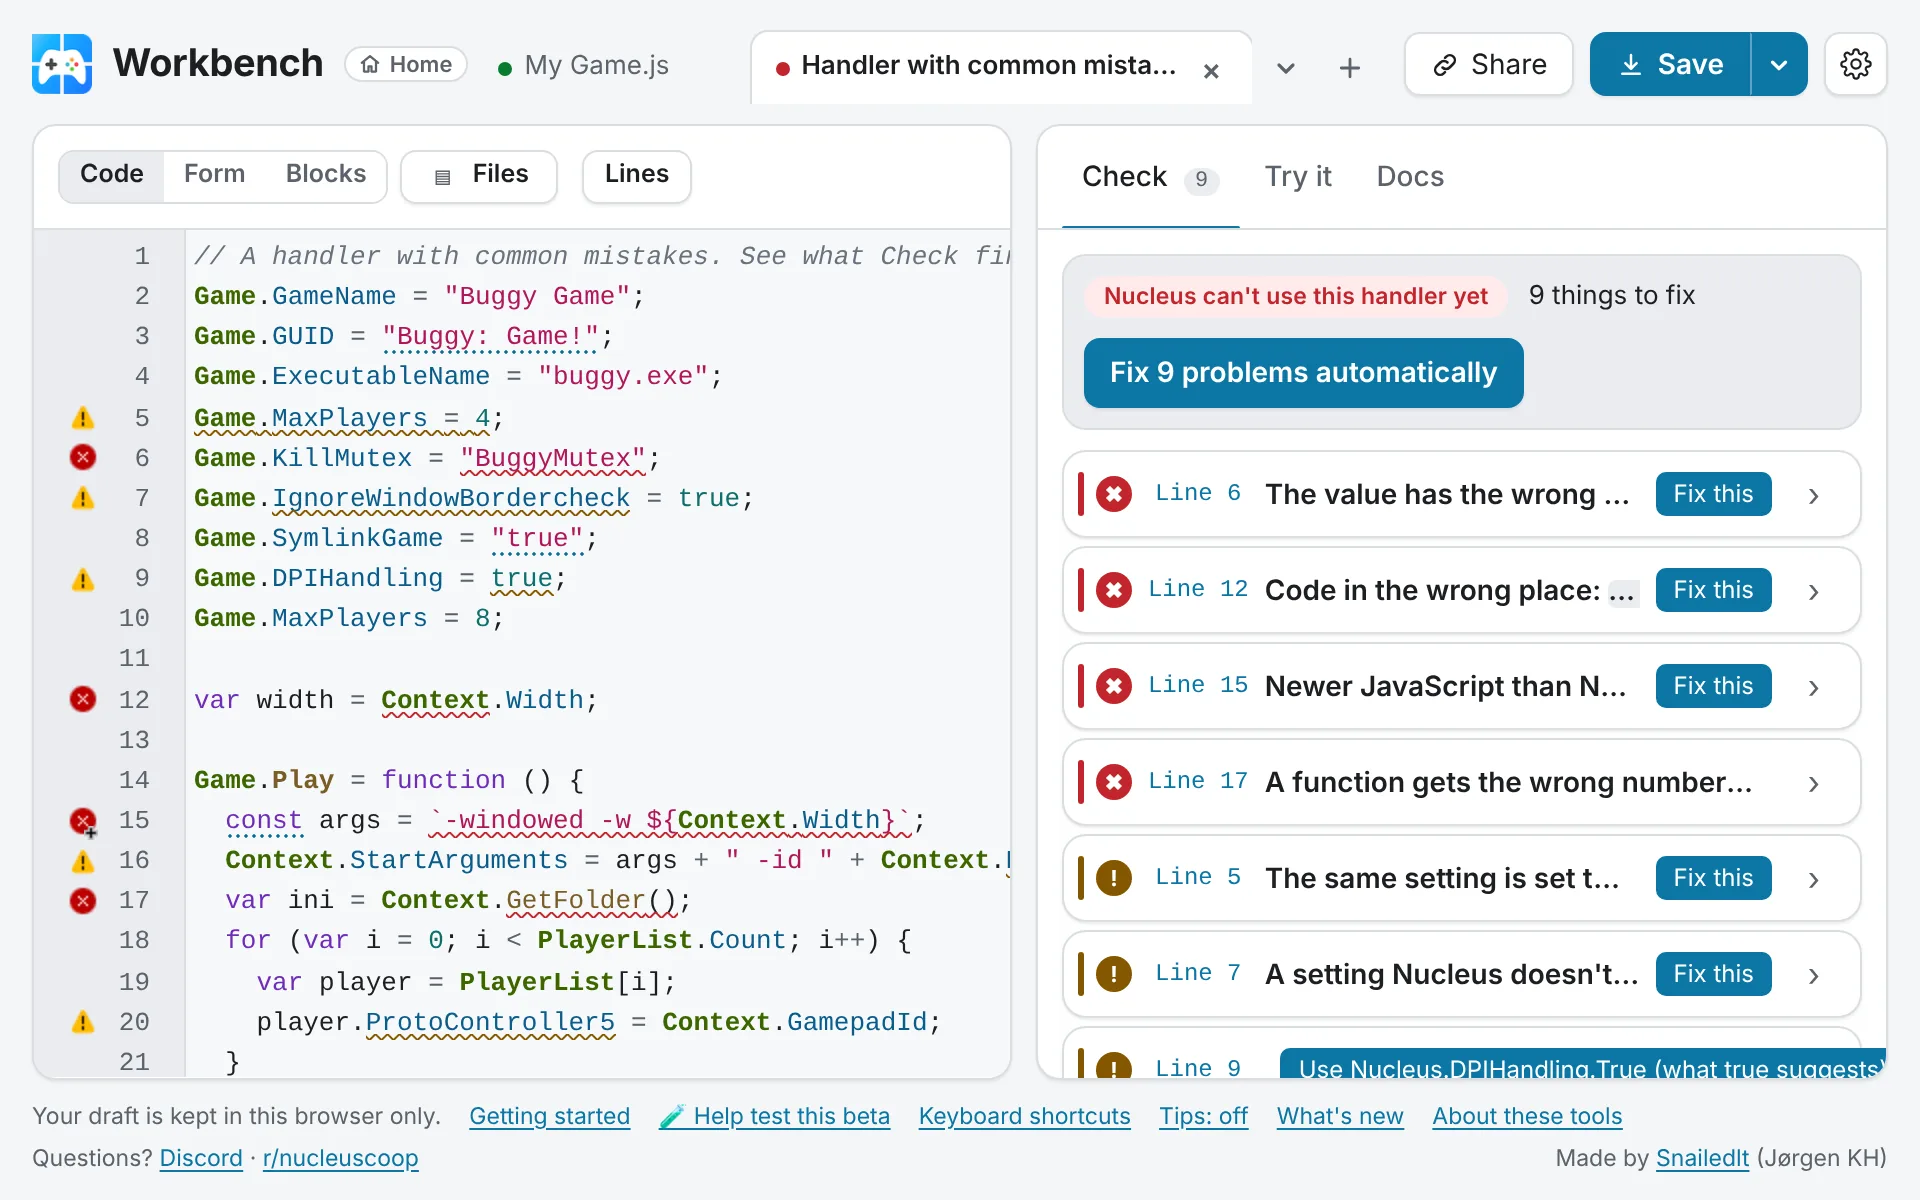 Workbench
Home
My Game.js
Handler with common mista...
Share
Save
Code
Form
Blocks
Files
Lines
1 // A handler with common mistakes. See what Check
2 Game.GameName = "Buggy Game";
3 Game.GUID = "Buggy: Game!";
4 Game.ExecutableName = "buggy.exe";
5 Game.MaxPlayers = 4;
6 Game.KillMutex = "BuggyMutex";
7 Game.IgnoreWindowBordercheck = true;
8 Game.SymlinkGame = "true";
9 Game.DPIHandling = true;
10 Game.MaxPlayers = 8;
11
12 var width = Context.Width;
13
14 Game.Play = function () {
15 const args = `-windowed -w ${Context.Width}`;
16 Context.StartArguments = args + " -id " + Context.
17 var ini = Context.GetFolder();
18 for (var i = 0; i < PlayerList.Count; i++) {
19 var player = PlayerList[i];
20 player.ProtoController5 = Context.GamepadId;
21 }
Check 9
Try it
Docs
Nucleus can't use this handler yet
9 things to fix
Fix 9 problems automatically
Line 6 The value has the wrong ... Fix this
Line 12 Code in the wrong place: ... Fix this
Line 15 Newer JavaScript than N... Fix this
Line 17 A function gets the wrong number...
Line 5 The same setting is set t... Fix this
Line 7 A setting Nucleus doesn't... Fix this
Line 9 Use Nucleus.DPIHandling.True (what true suggests)
Your draft is kept in this browser only.
Getting started
Help test this beta
Keyboard shortcuts
Tips: off
What's new
About these tools
Questions? Discord · r/nucleuscoop
Made by SnailedIt (Jørgen KH)